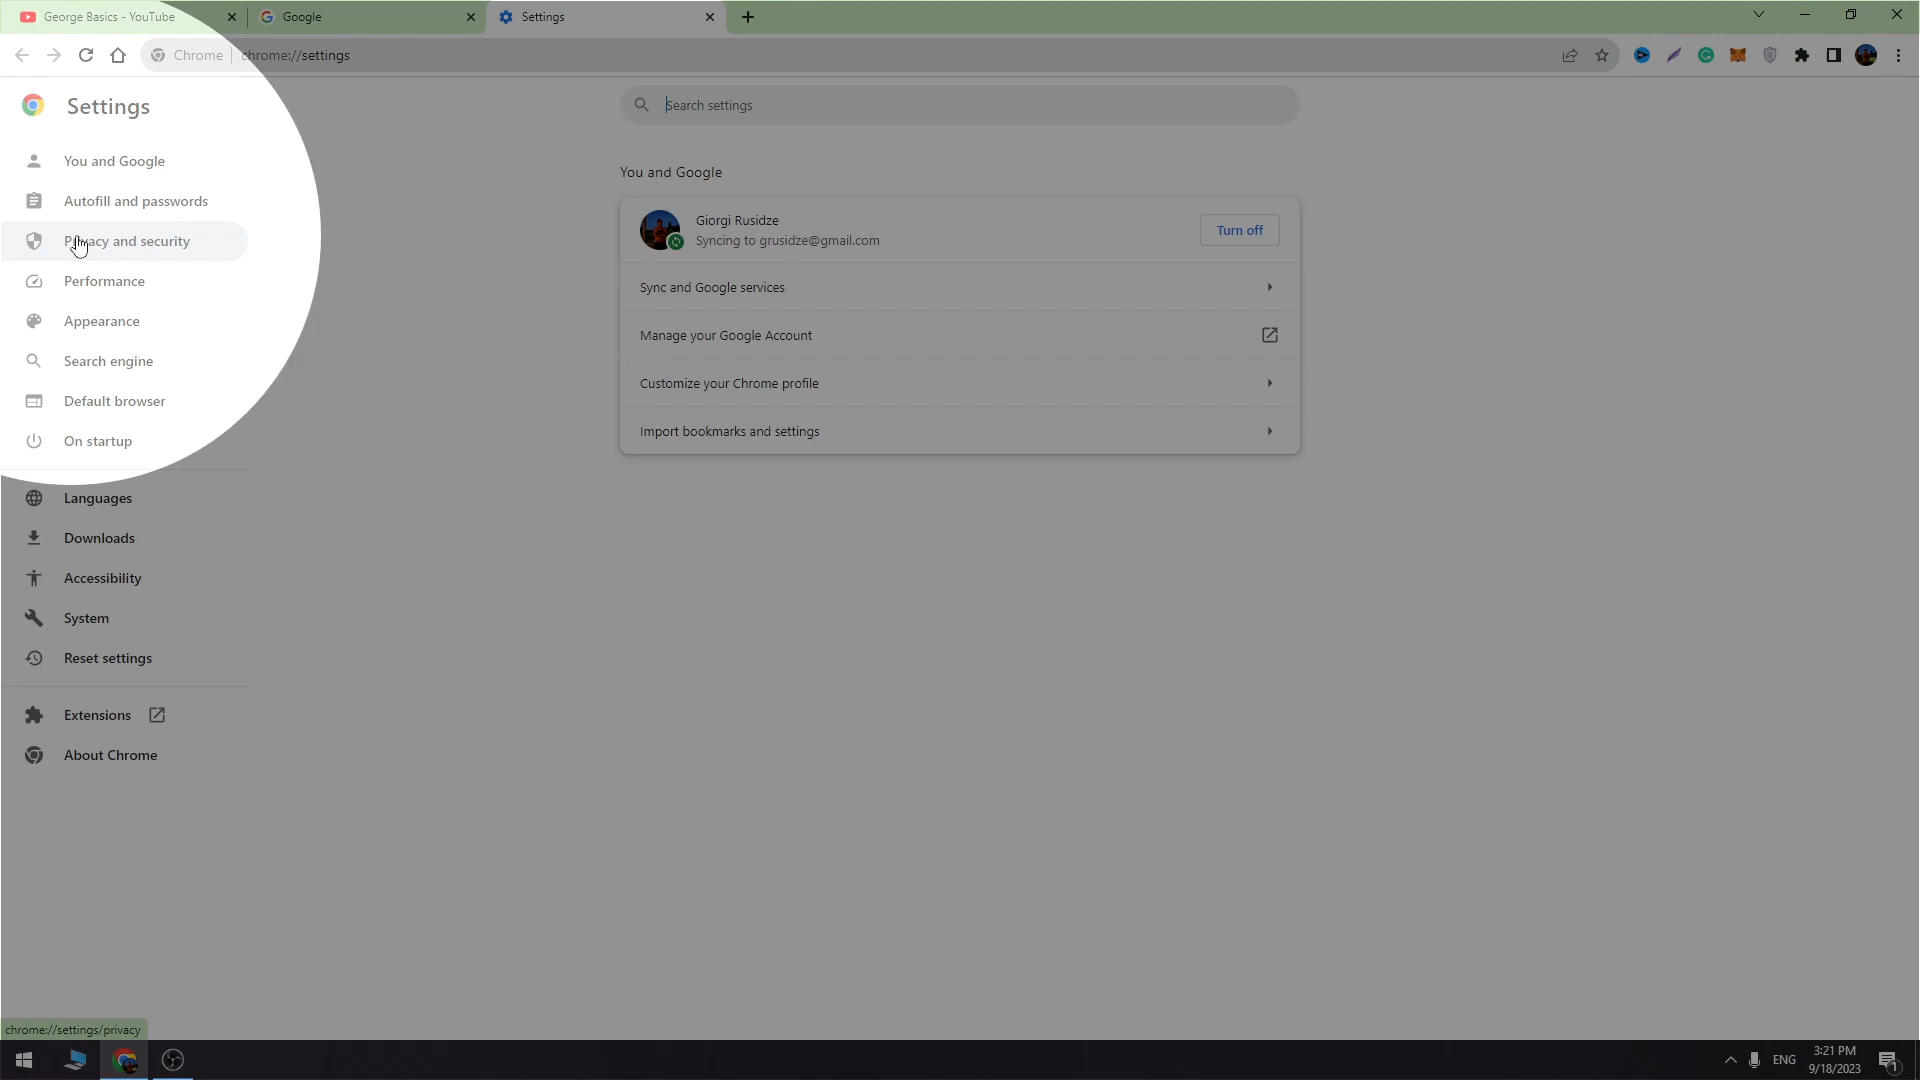 George Basics - YouTube
Google
Settings
Chrome
chrome://settings
Settings
Search settings
You and Google
Autofill and passwords
Privacy and security
Performance
Appearance
Search engine
Default browser
On startup
Languages
Downloads
Accessibility
System
Reset settings
Extensions
About Chrome
You and Google
Giorgi Rusidze
Syncing to grusidze@gmail.com
Turn off
Sync and Google services
Manage your Google Account
Customize your Chrome profile
Import bookmarks and settings
chrome://settings/privacy
ENG
3:21 PM
9/18/2023
1